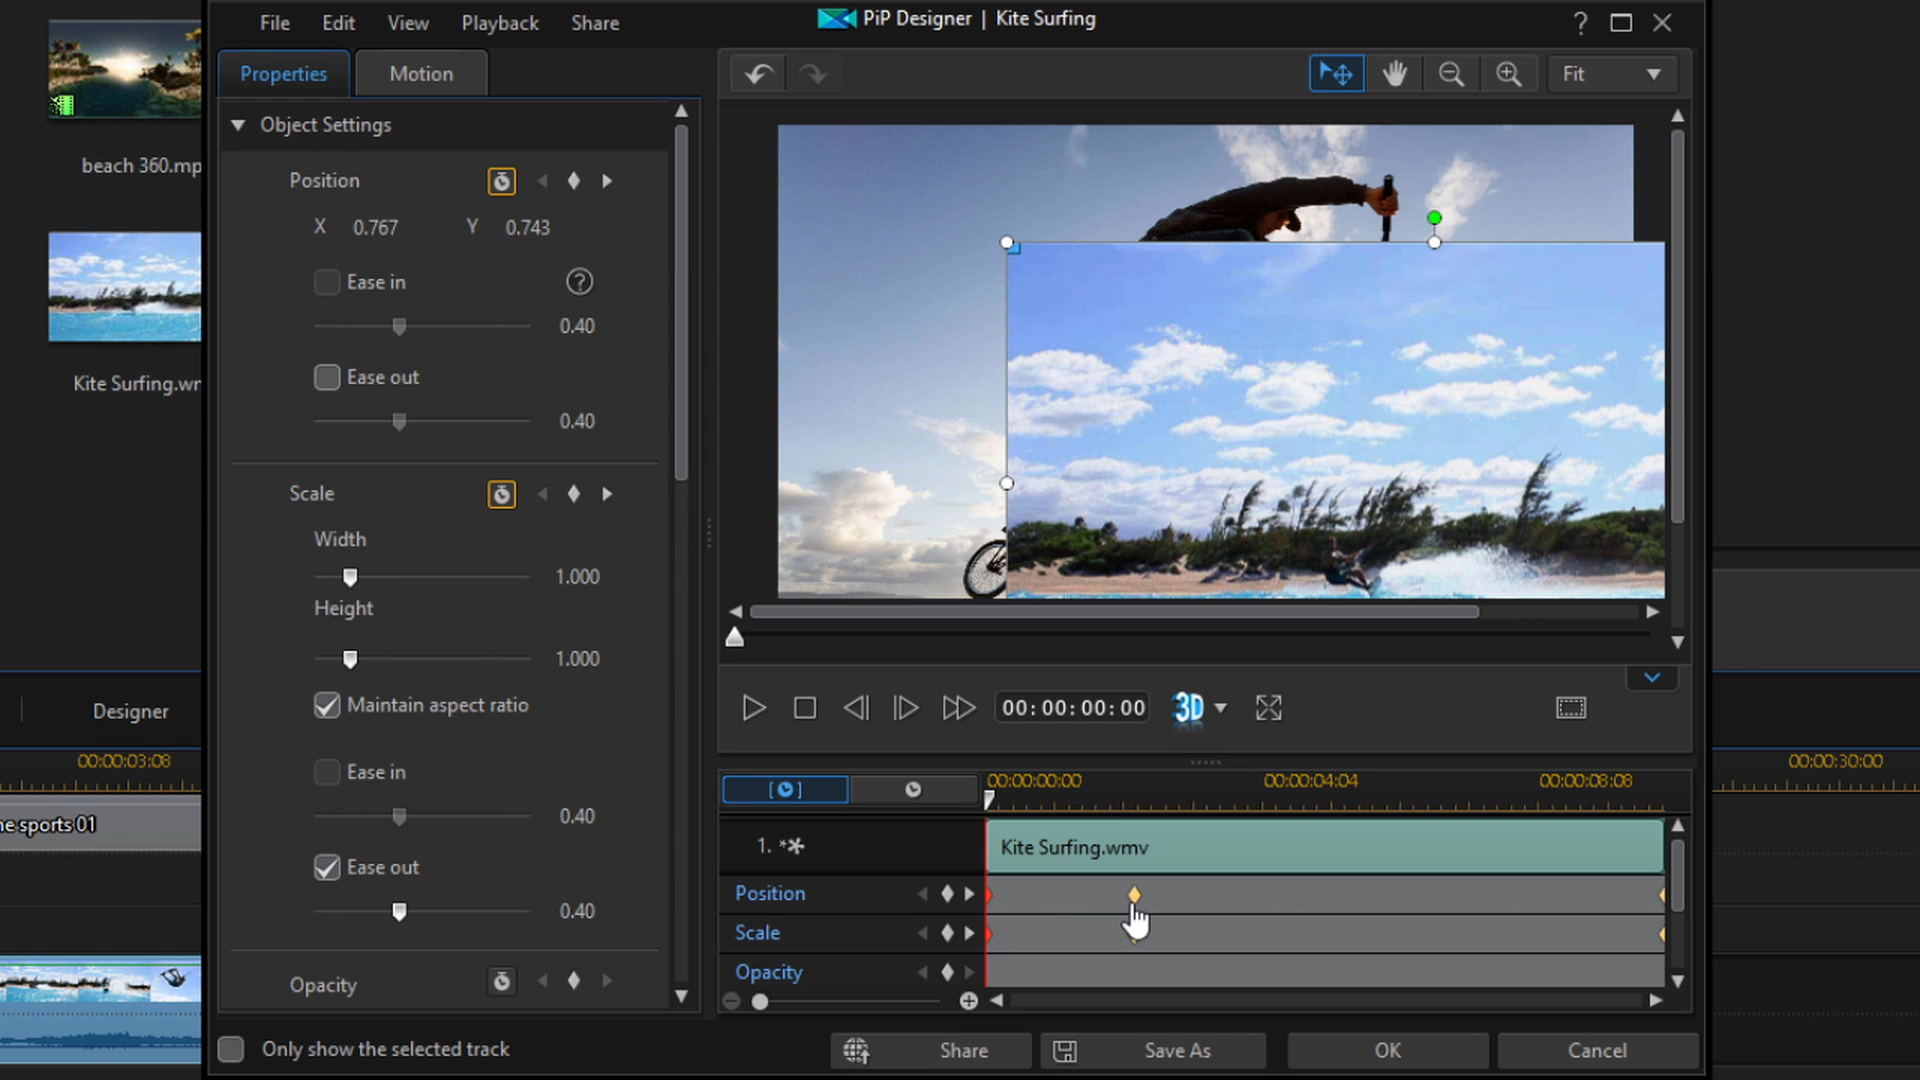 File Edit View Playback Share
PiP Designer | Kite Surfing
?
Properties Motion
Fit
Object Settings
Position
X 0.767 Y 0.743
Ease in ?
0.40
Ease out
0.40
Scale
Width
1.000
Height
1.000
Maintain aspect ratio
Ease in
0.40
Ease out
0.40
Opacity
Only show the selected track
beach 360.mp
Kite Surfing.wm
Designer
00:00:03:08
ne sports 01
00:00:00:00
3D
00:00:00:00 00:00:04:04 00:00:08:08
1. **
Kite Surfing.wmv
Position
Scale
Opacity
Share Save As OK Cancel
00:00:30:00